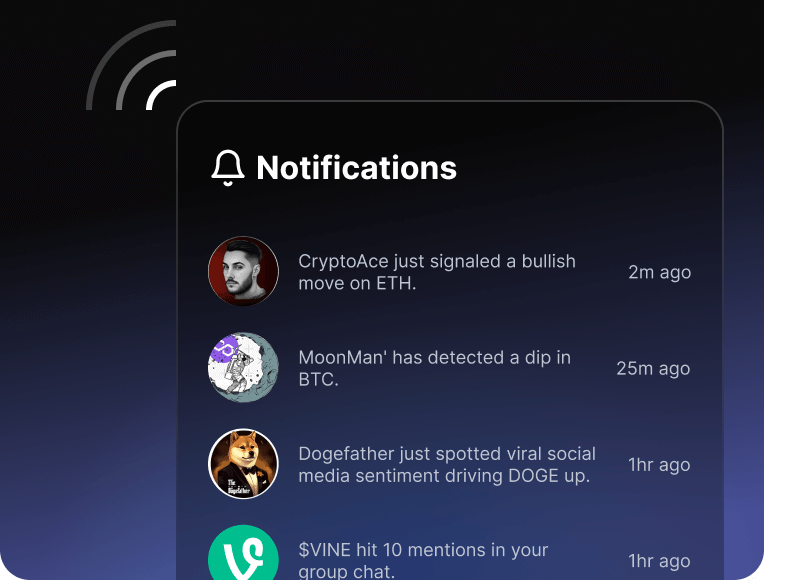 Notifications
CryptoAce just signaled a bullish
move on ETH.
2m ago
MoonMan' has detected a dip in
BTC.
25m ago
The
Dogefather
Dogefather just spotted viral social
media sentiment driving DOGE up.
1hr ago
$VINE hit 10 mentions in your
group chat.
1hr ago